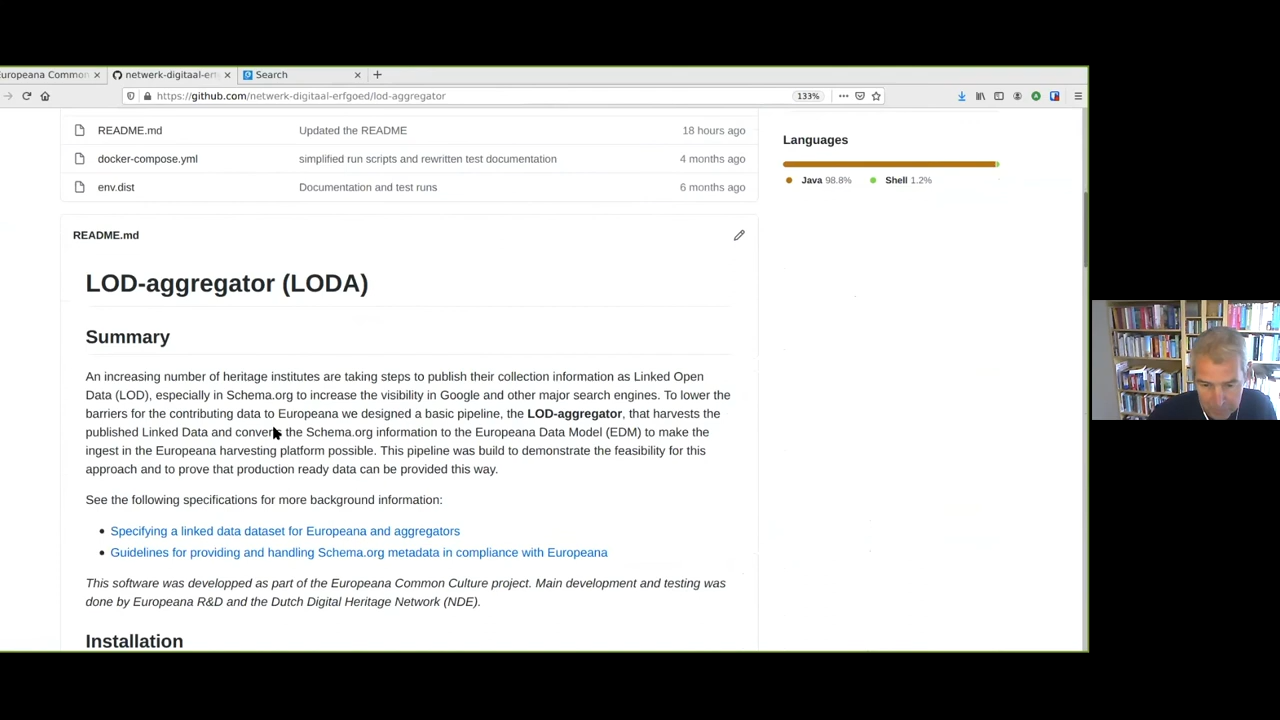 Europeana Common
netwerk-digitaal-erf
Search
https://github.com/netwerk-digitaal-erfgoed/lod-aggregator
133%
README.md Updated the README 18 hours ago
docker-compose.yml simplified run scripts and rewritten test documentation 4 months ago
env.dist Documentation and test runs 6 months ago
Languages
Java 98.8% Shell 1.2%
README.md
LOD-aggregator (LODA)
Summary
An increasing number of heritage institutes are taking steps to publish their collection information as Linked Open
Data (LOD), especially in Schema.org to increase the visibility in Google and other major search engines. To lower the
barriers for the contributing data to Europeana we designed a basic pipeline, the LOD-aggregator, that harvests the
published Linked Data and converts the Schema.org information to the Europeana Data Model (EDM) to make the
ingest in the Europeana harvesting platform possible. This pipeline was build to demonstrate the feasibility for this
approach and to prove that production ready data can be provided this way.
See the following specifications for more background information:
• Specifying a linked data dataset for Europeana and aggregators
• Guidelines for providing and handling Schema.org metadata in compliance with Europeana
This software was developped as part of the Europeana Common Culture project. Main development and testing was
done by Europeana R&D and the Dutch Digital Heritage Network (NDE).
Installation